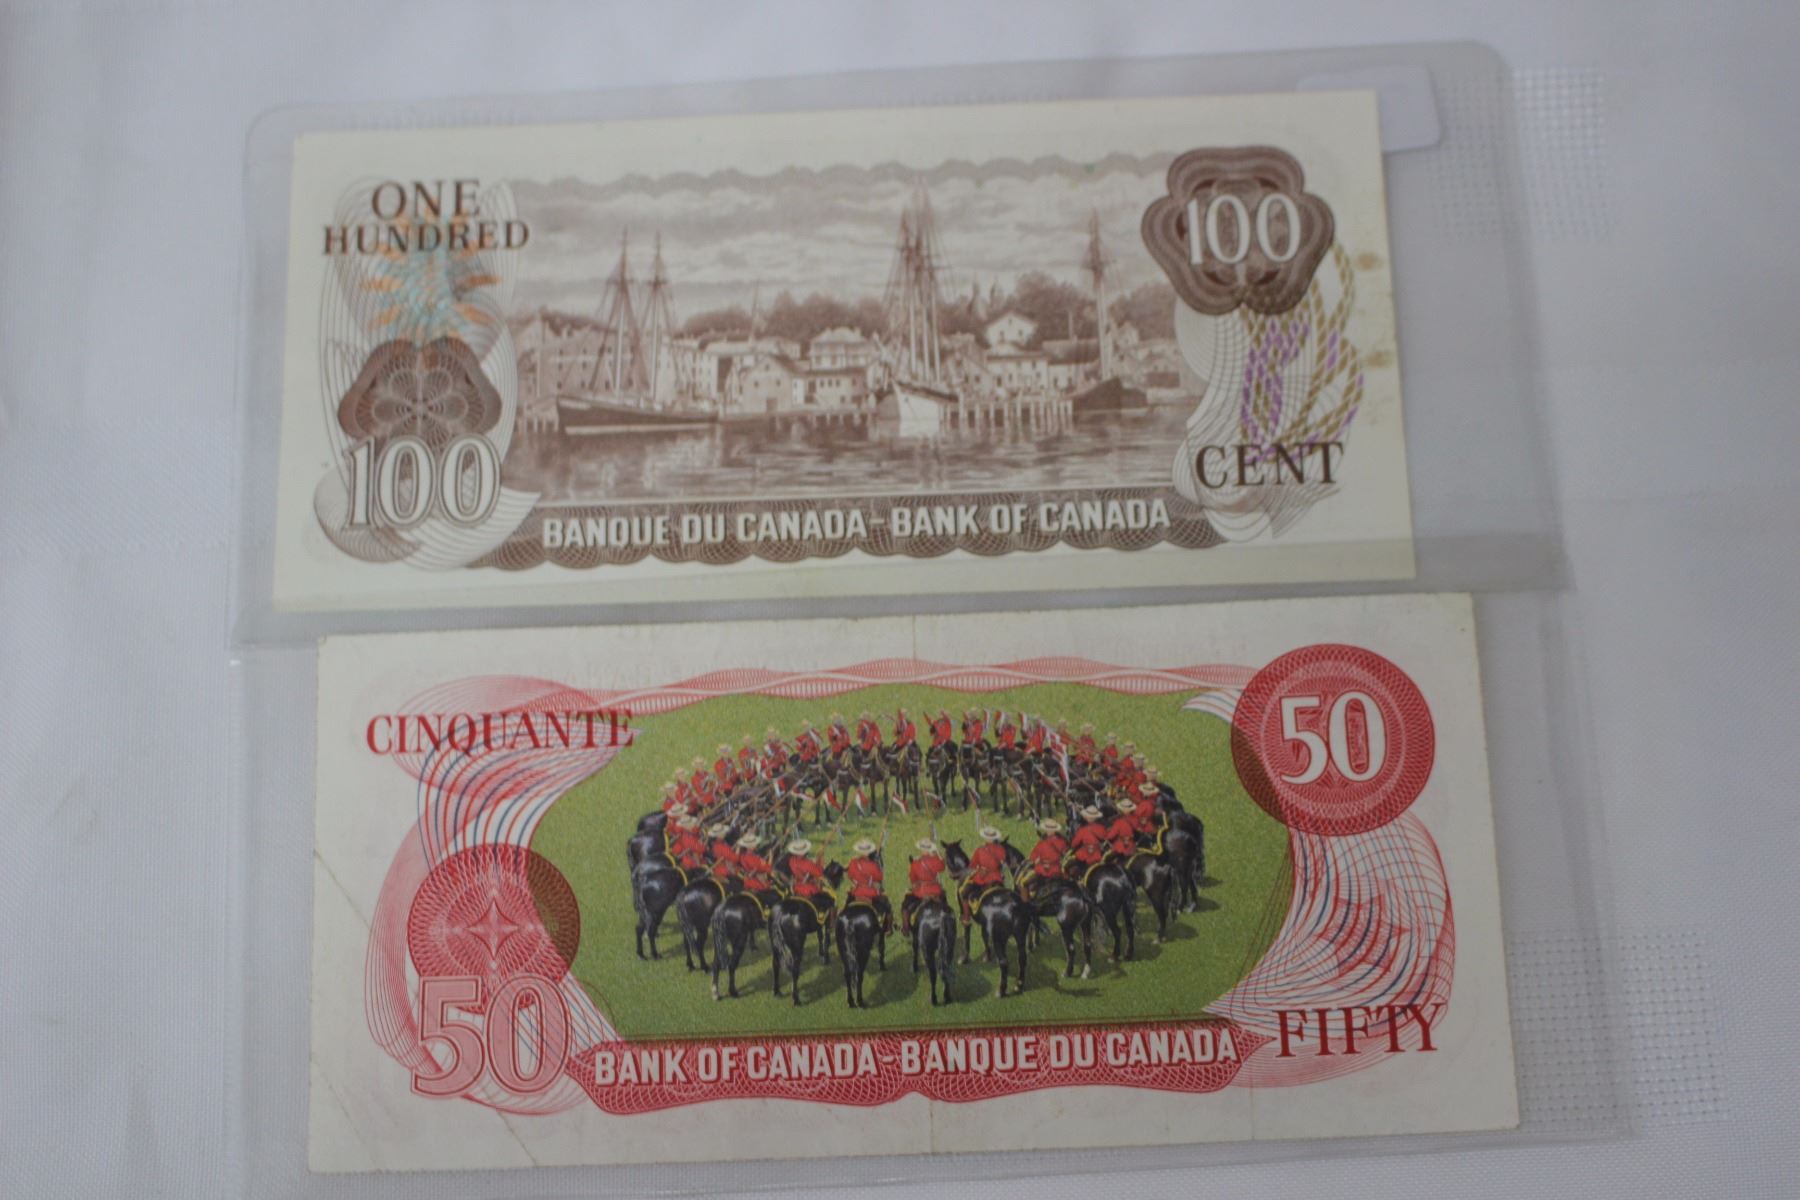 ONE
HUNDRED
100
100
CENT
BANQUE DU CANADA-BANK OF CANADA
CINQUANTE
50
50
FIFTY
BANK OF CANADA-BANQUE DU CANADA